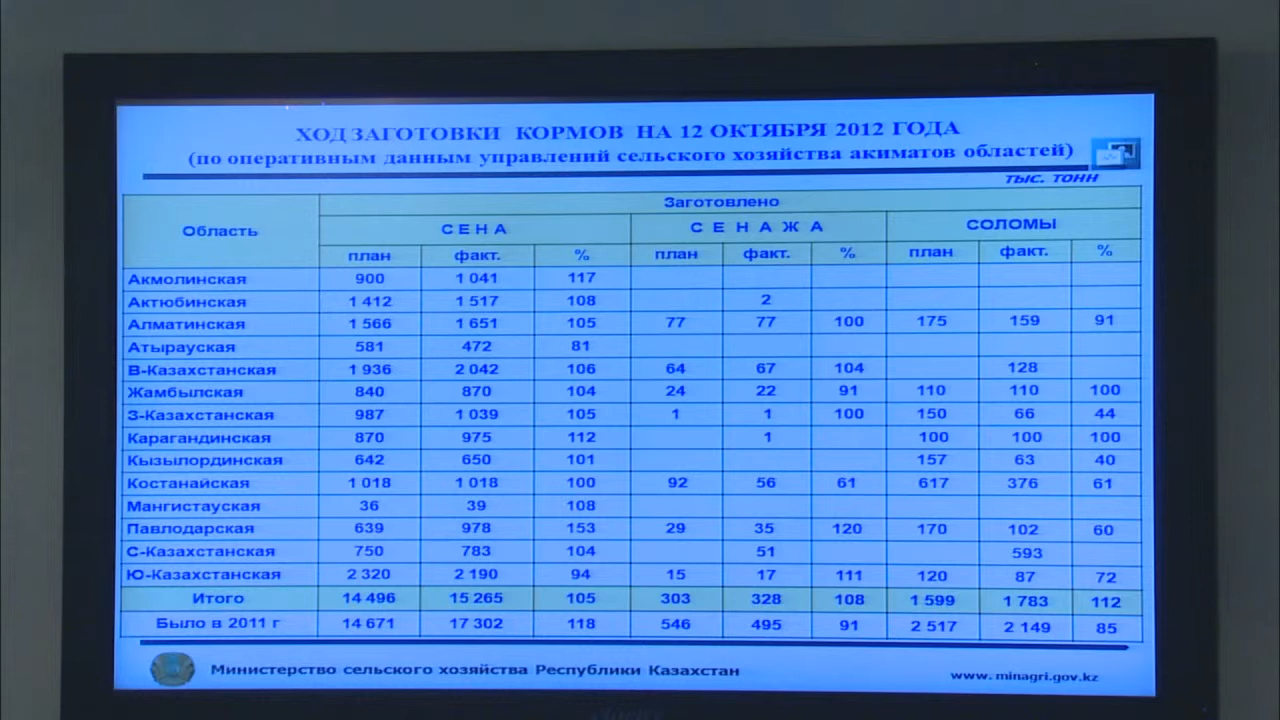 ХОД ЗАГОТОВКИ КОРМОВ НА 12 ОКТЯБРЯ 2012 ГОДА
(по оперативным данным управлений сельского хозяйства акиматов областей)
тыс. тонн
Область Заготовлено
СЕНА СЕНАЖА СОЛОМЫ
план факт. % план факт. % план факт. %
Акмолинская 900 1 041 117
Актюбинская 1 412 1 517 108 2
Алматинская 1 566 1 651 105 77 77 100 175 159 91
Атырауская 581 472 81
В-Казахстанская 1 936 2 042 106 64 67 104 128
Жамбылская 840 870 104 24 22 91 110 110 100
З-Казахстанская 987 1 039 105 1 1 100 150 66 44
Карагандинская 870 975 112 1 100 100 100
Кызылординская 642 650 101 157 63 40
Костанайская 1 018 1 018 100 92 56 61 617 376 61
Мангистауская 36 39 108
Павлодарская 639 978 153 29 35 120 170 102 60
С-Казахстанская 750 783 104 51 593
Ю-Казахстанская 2 320 2 190 94 15 17 111 120 87 72
Итого 14 496 15 265 105 303 328 108 1 599 1 783 112
Было в 2011 г 14 671 17 302 118 546 495 91 2 517 2 149 85
Министерство сельского хозяйства Республики Казахстан
www.minagri.gov.kz